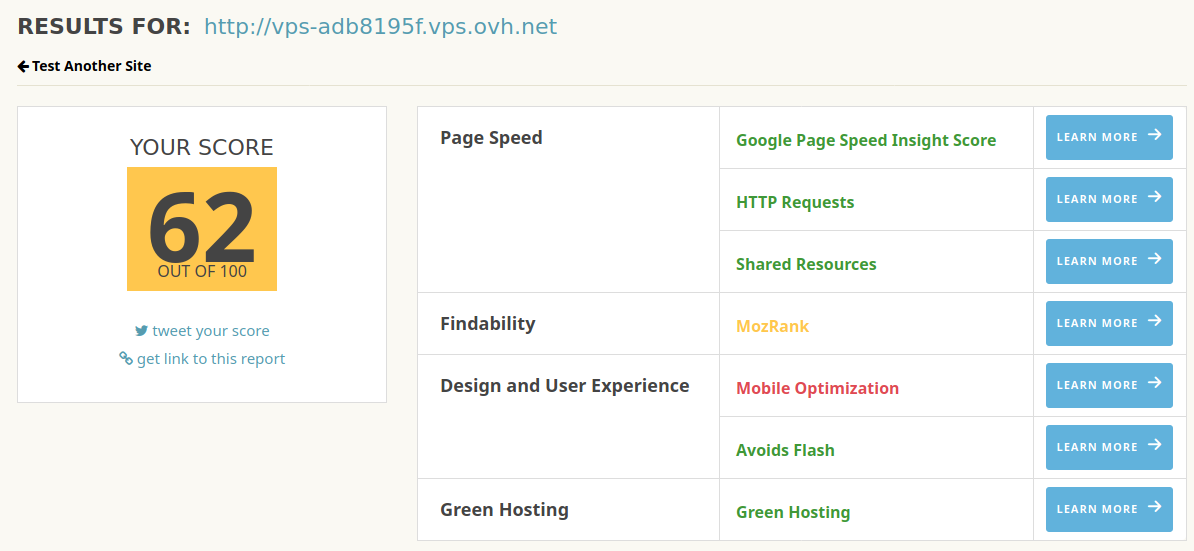 RESULTS FOR: http://vps-adb8195f.vps.ovh.net
Test Another Site
YOUR SCORE
62
OUT OF 100
tweet your score
get link to this report
Page Speed
Google Page Speed Insight Score
LEARN MORE
HTTP Requests
LEARN MORE
Shared Resources
LEARN MORE
Findability
MozRank
LEARN MORE
Design and User Experience
Mobile Optimization
LEARN MORE
Avoids Flash
LEARN MORE
Green Hosting
Green Hosting
LEARN MORE